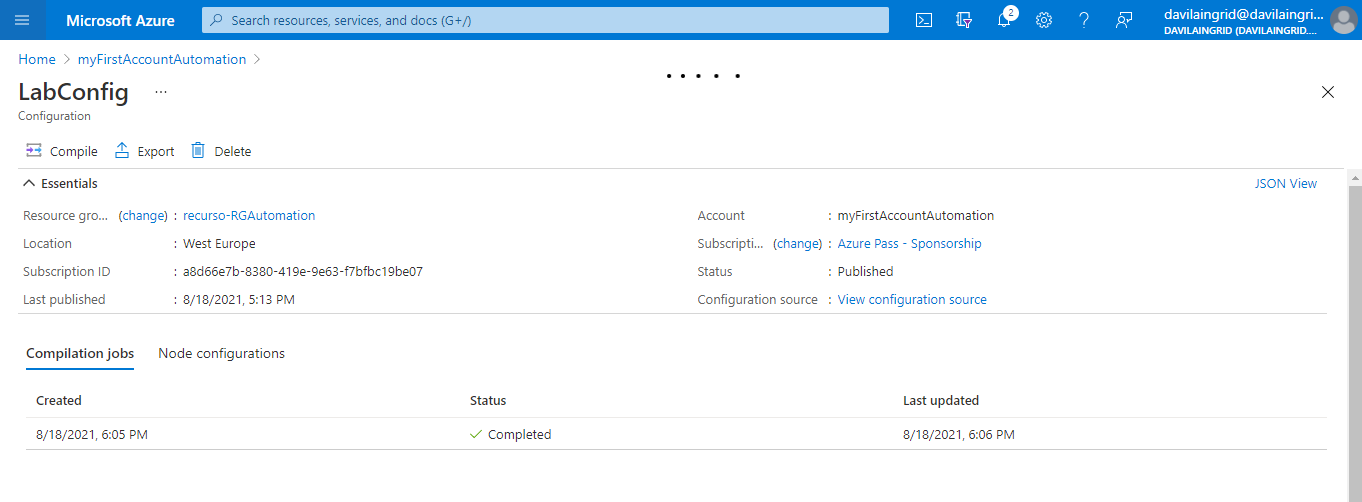 Microsoft Azure
Search resources, services, and docs (G+/)
2
davilaingrid@davilaingri...
DAVILAINGRID (DAVILAINGRID....
Home > myFirstAccountAutomation >
LabConfig ...
Configuration
Compile Export Delete
Essentials JSON View
Resource gro... (change) : recurso-RGAutomation
Account : myFirstAccountAutomation
Location : West Europe
Subscripti... (change) : Azure Pass - Sponsorship
Subscription ID : a8d66e7b-8380-419e-9e63-f7bfbc19be07
Status : Published
Last published : 8/18/2021, 5:13 PM
Configuration source : View configuration source
Compilation jobs Node configurations
Created Status Last updated
8/18/2021, 6:05 PM Completed 8/18/2021, 6:06 PM